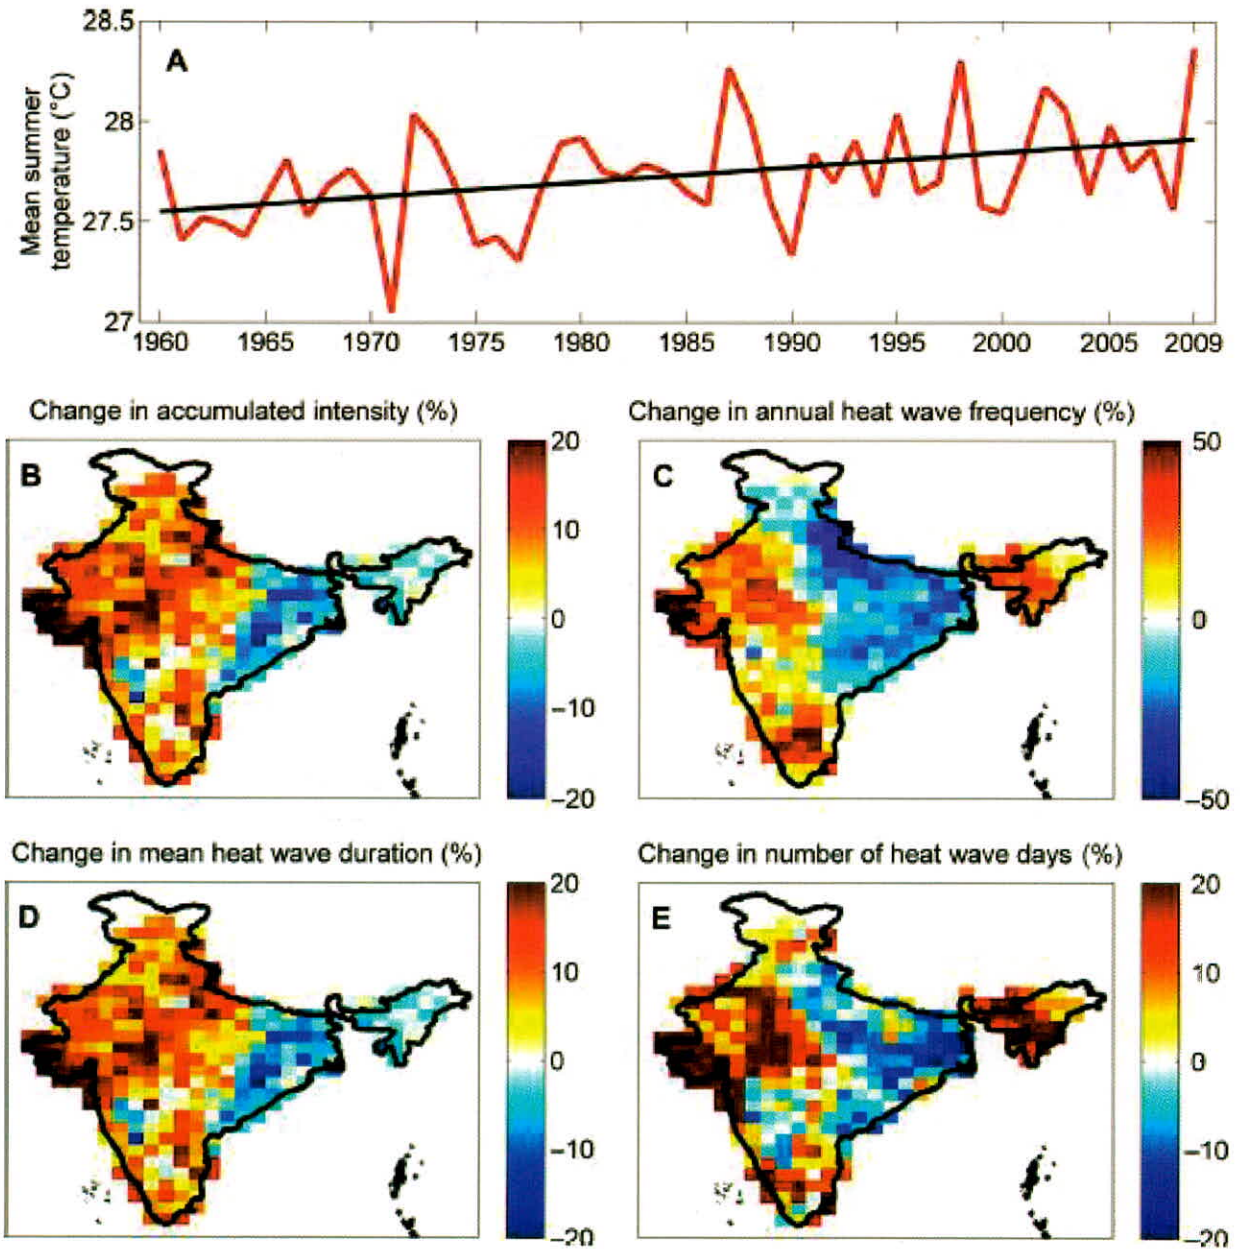 28.5
28
27.5
27
Mean summer
temperature (°C)
A
1960 1965 1970 1975 1980 1985 1990 1995 2000 2005 2009
Change in accumulated intensity (%)
B
20
10
0
–10
–20
Change in annual heat wave frequency (%)
C
50
0
–50
Change in mean heat wave duration (%)
D
20
10
0
–10
–20
Change in number of heat wave days (%)
E
20
10
0
–10
–20